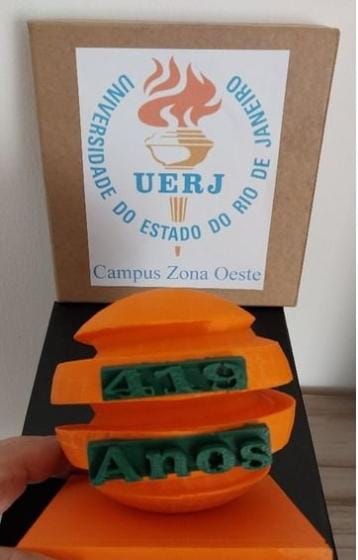 UNIVERSIDADE DO ESTADO DO RIO DE JANEIRO
UERJ
Campus Zona Oeste
419
Anos